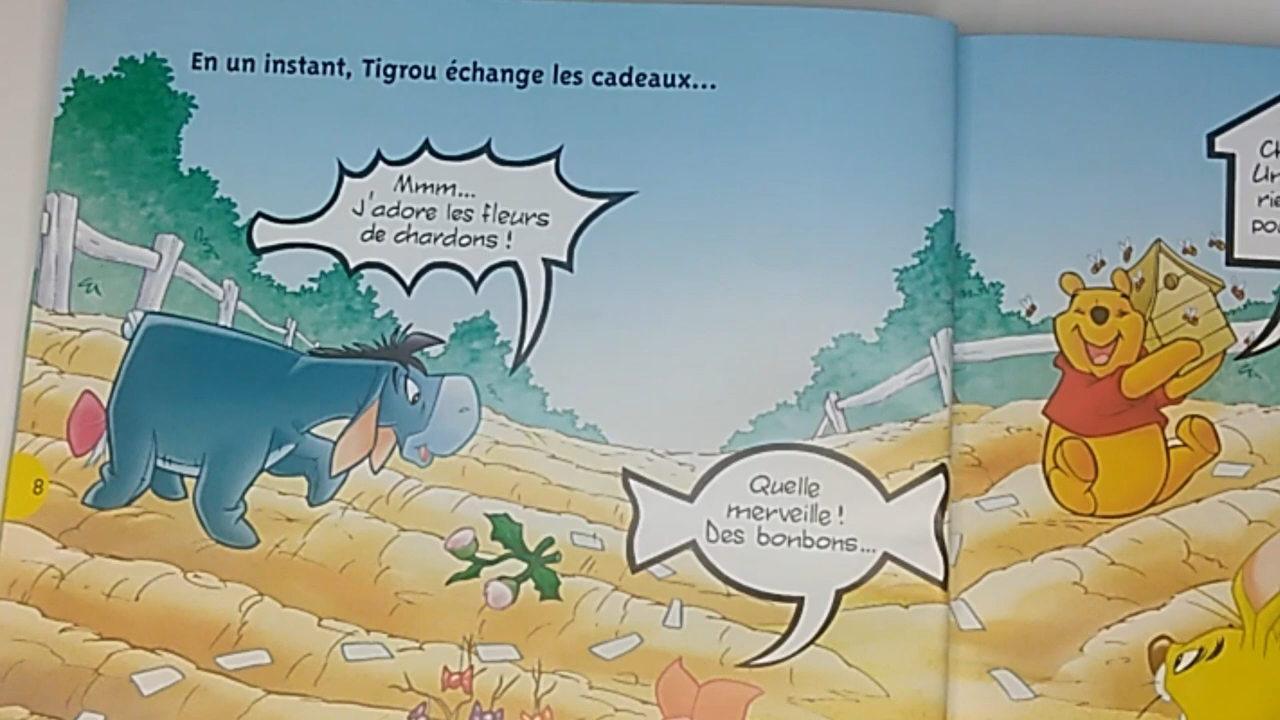 En un instant, Tigrou échange les cadeaux...
Mmm...
J'adore les fleurs
de chardons !
8
Quelle
merveille !
Des bonbons...